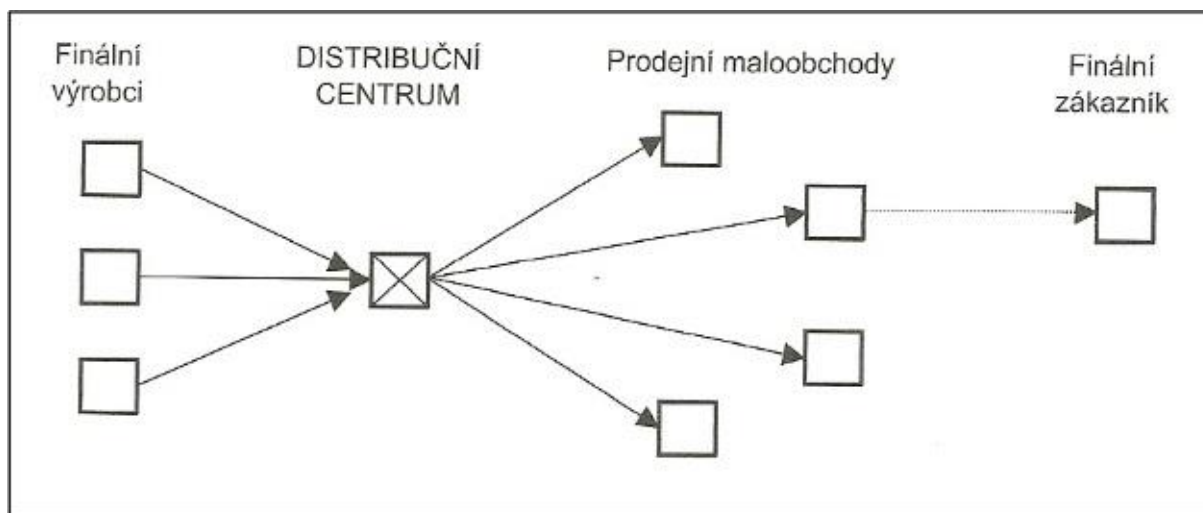 Finální
výrobci
DISTRIBUČNÍ
CENTRUM
Prodejní maloobchody
Finální
zákazník